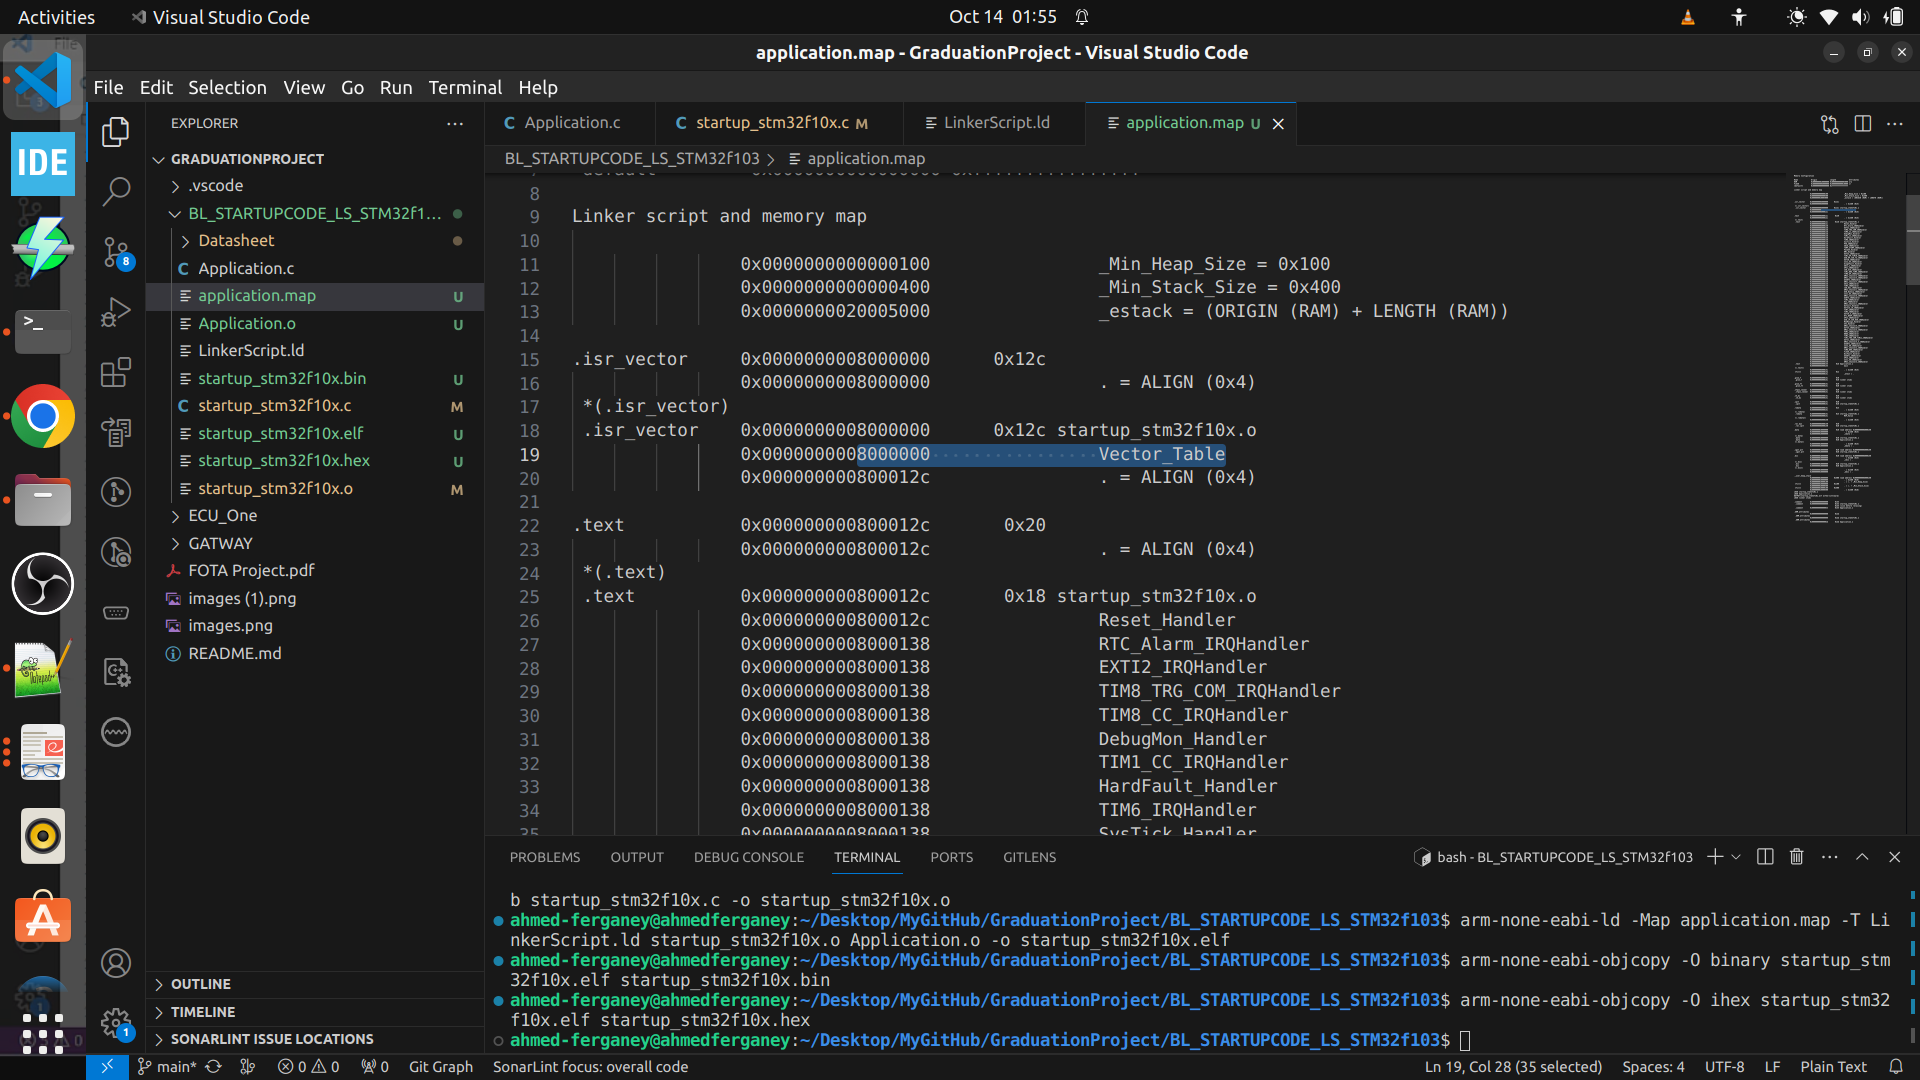 Activities
Visual Studio Code
Oct 14 01:55
application.map - GraduationProject - Visual Studio Code
File Edit Selection View Go Run Terminal Help
IDE
EXPLORER
GRADUATIONPROJECT
.vscode
BL_STARTUPCODE_LS_STM32f1...
Datasheet
Application.c
application.map U
Application.o U
LinkerScript.ld
startup_stm32f10x.bin U
startup_stm32f10x.c M
startup_stm32f10x.elf U
startup_stm32f10x.hex U
startup_stm32f10x.o M
ECU_One
GATWAY
FOTA Project.pdf
images (1).png
images.png
README.md
OUTLINE
TIMELINE
SONARLINT ISSUE LOCATIONS
8
1
Application.c
startup_stm32f10x.c M
LinkerScript.ld
application.map U
BL_STARTUPCODE_LS_STM32f103 > application.map
8
9 Linker script and memory map
10
11 0x0000000000000100 _Min_Heap_Size = 0x100
12 0x0000000000000400 _Min_Stack_Size = 0x400
13 0x0000000020005000 _estack = (ORIGIN (RAM) + LENGTH (RAM))
14
15 .isr_vector 0x0000000008000000 0x12c
16 0x0000000008000000 . = ALIGN (0x4)
17 *(.isr_vector)
18 .isr_vector 0x0000000008000000 0x12c startup_stm32f10x.o
19 0x0000000008000000 Vector_Table
20 0x000000000800012c . = ALIGN (0x4)
21
22 .text 0x000000000800012c 0x20
23 0x000000000800012c . = ALIGN (0x4)
24 *(.text)
25 .text 0x000000000800012c 0x18 startup_stm32f10x.o
26 0x000000000800012c Reset_Handler
27 0x0000000008000138 RTC_Alarm_IRQHandler
28 0x0000000008000138 EXTI2_IRQHandler
29 0x0000000008000138 TIM8_TRG_COM_IRQHandler
30 0x0000000008000138 TIM8_CC_IRQHandler
31 0x0000000008000138 DebugMon_Handler
32 0x0000000008000138 TIM1_CC_IRQHandler
33 0x0000000008000138 HardFault_Handler
34 0x0000000008000138 TIM6_IRQHandler
35 0x0000000008000138 SysTick_Handler
PROBLEMS OUTPUT DEBUG CONSOLE TERMINAL PORTS GITLENS
bash - BL_STARTUPCODE_LS_STM32f103
b startup_stm32f10x.c -o startup_stm32f10x.o
ahmed-ferganey@ahmedferganey:~/Desktop/MyGitHub/GraduationProject/BL_STARTUPCODE_LS_STM32f103$ arm-none-eabi-ld -Map application.map -T Li
nkerScript.ld startup_stm32f10x.o Application.o -o startup_stm32f10x.elf
ahmed-ferganey@ahmedferganey:~/Desktop/MyGitHub/GraduationProject/BL_STARTUPCODE_LS_STM32f103$ arm-none-eabi-objcopy -O binary startup_stm
32f10x.elf startup_stm32f10x.bin
ahmed-ferganey@ahmedferganey:~/Desktop/MyGitHub/GraduationProject/BL_STARTUPCODE_LS_STM32f103$ arm-none-eabi-objcopy -O ihex startup_stm32
f10x.elf startup_stm32f10x.hex
ahmed-ferganey@ahmedferganey:~/Desktop/MyGitHub/GraduationProject/BL_STARTUPCODE_LS_STM32f103$
main* 0 0 0 Git Graph SonarLint focus: overall code
Ln 19, Col 28 (35 selected) Spaces: 4 UTF-8 LF Plain Text